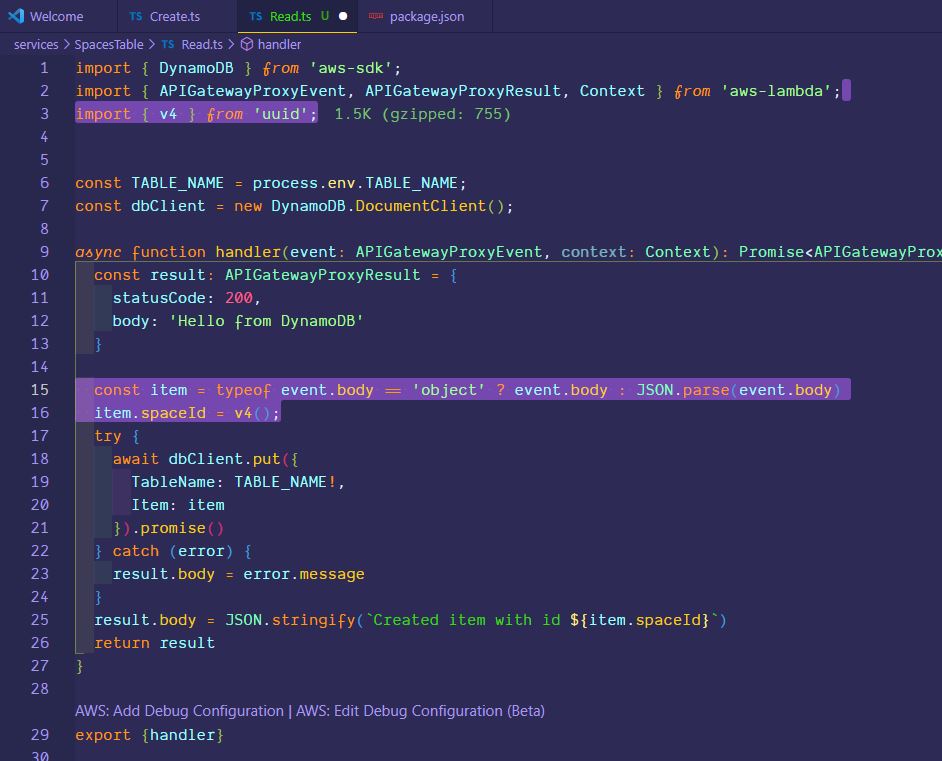 Welcome TS Create.ts TS Read.ts U package.json
services > SpacesTable > TS Read.ts > handler
1 import { DynamoDB } from 'aws-sdk';
2 import { APIGatewayProxyEvent, APIGatewayProxyResult, Context } from 'aws-lambda';
3 import { v4 } from 'uuid'; 1.5K (gzipped: 755)
4
5
6 const TABLE_NAME = process.env.TABLE_NAME;
7 const dbClient = new DynamoDB.DocumentClient();
8
9 async function handler(event: APIGatewayProxyEvent, context: Context): Promise<APIGatewayProx
10 const result: APIGatewayProxyResult = {
11 statusCode: 200,
12 body: 'Hello from DynamoDB'
13 }
14
15 const item = typeof event.body == 'object' ? event.body : JSON.parse(event.body)
16 item.spaceId = v4();
17 try {
18 await dbClient.put({
19 TableName: TABLE_NAME!,
20 Item: item
21 }).promise()
22 } catch (error) {
23 result.body = error.message
24 }
25 result.body = JSON.stringify(`Created item with id ${item.spaceId}`)
26 return result
27 }
28
AWS: Add Debug Configuration | AWS: Edit Debug Configuration (Beta)
29 export {handler}
30